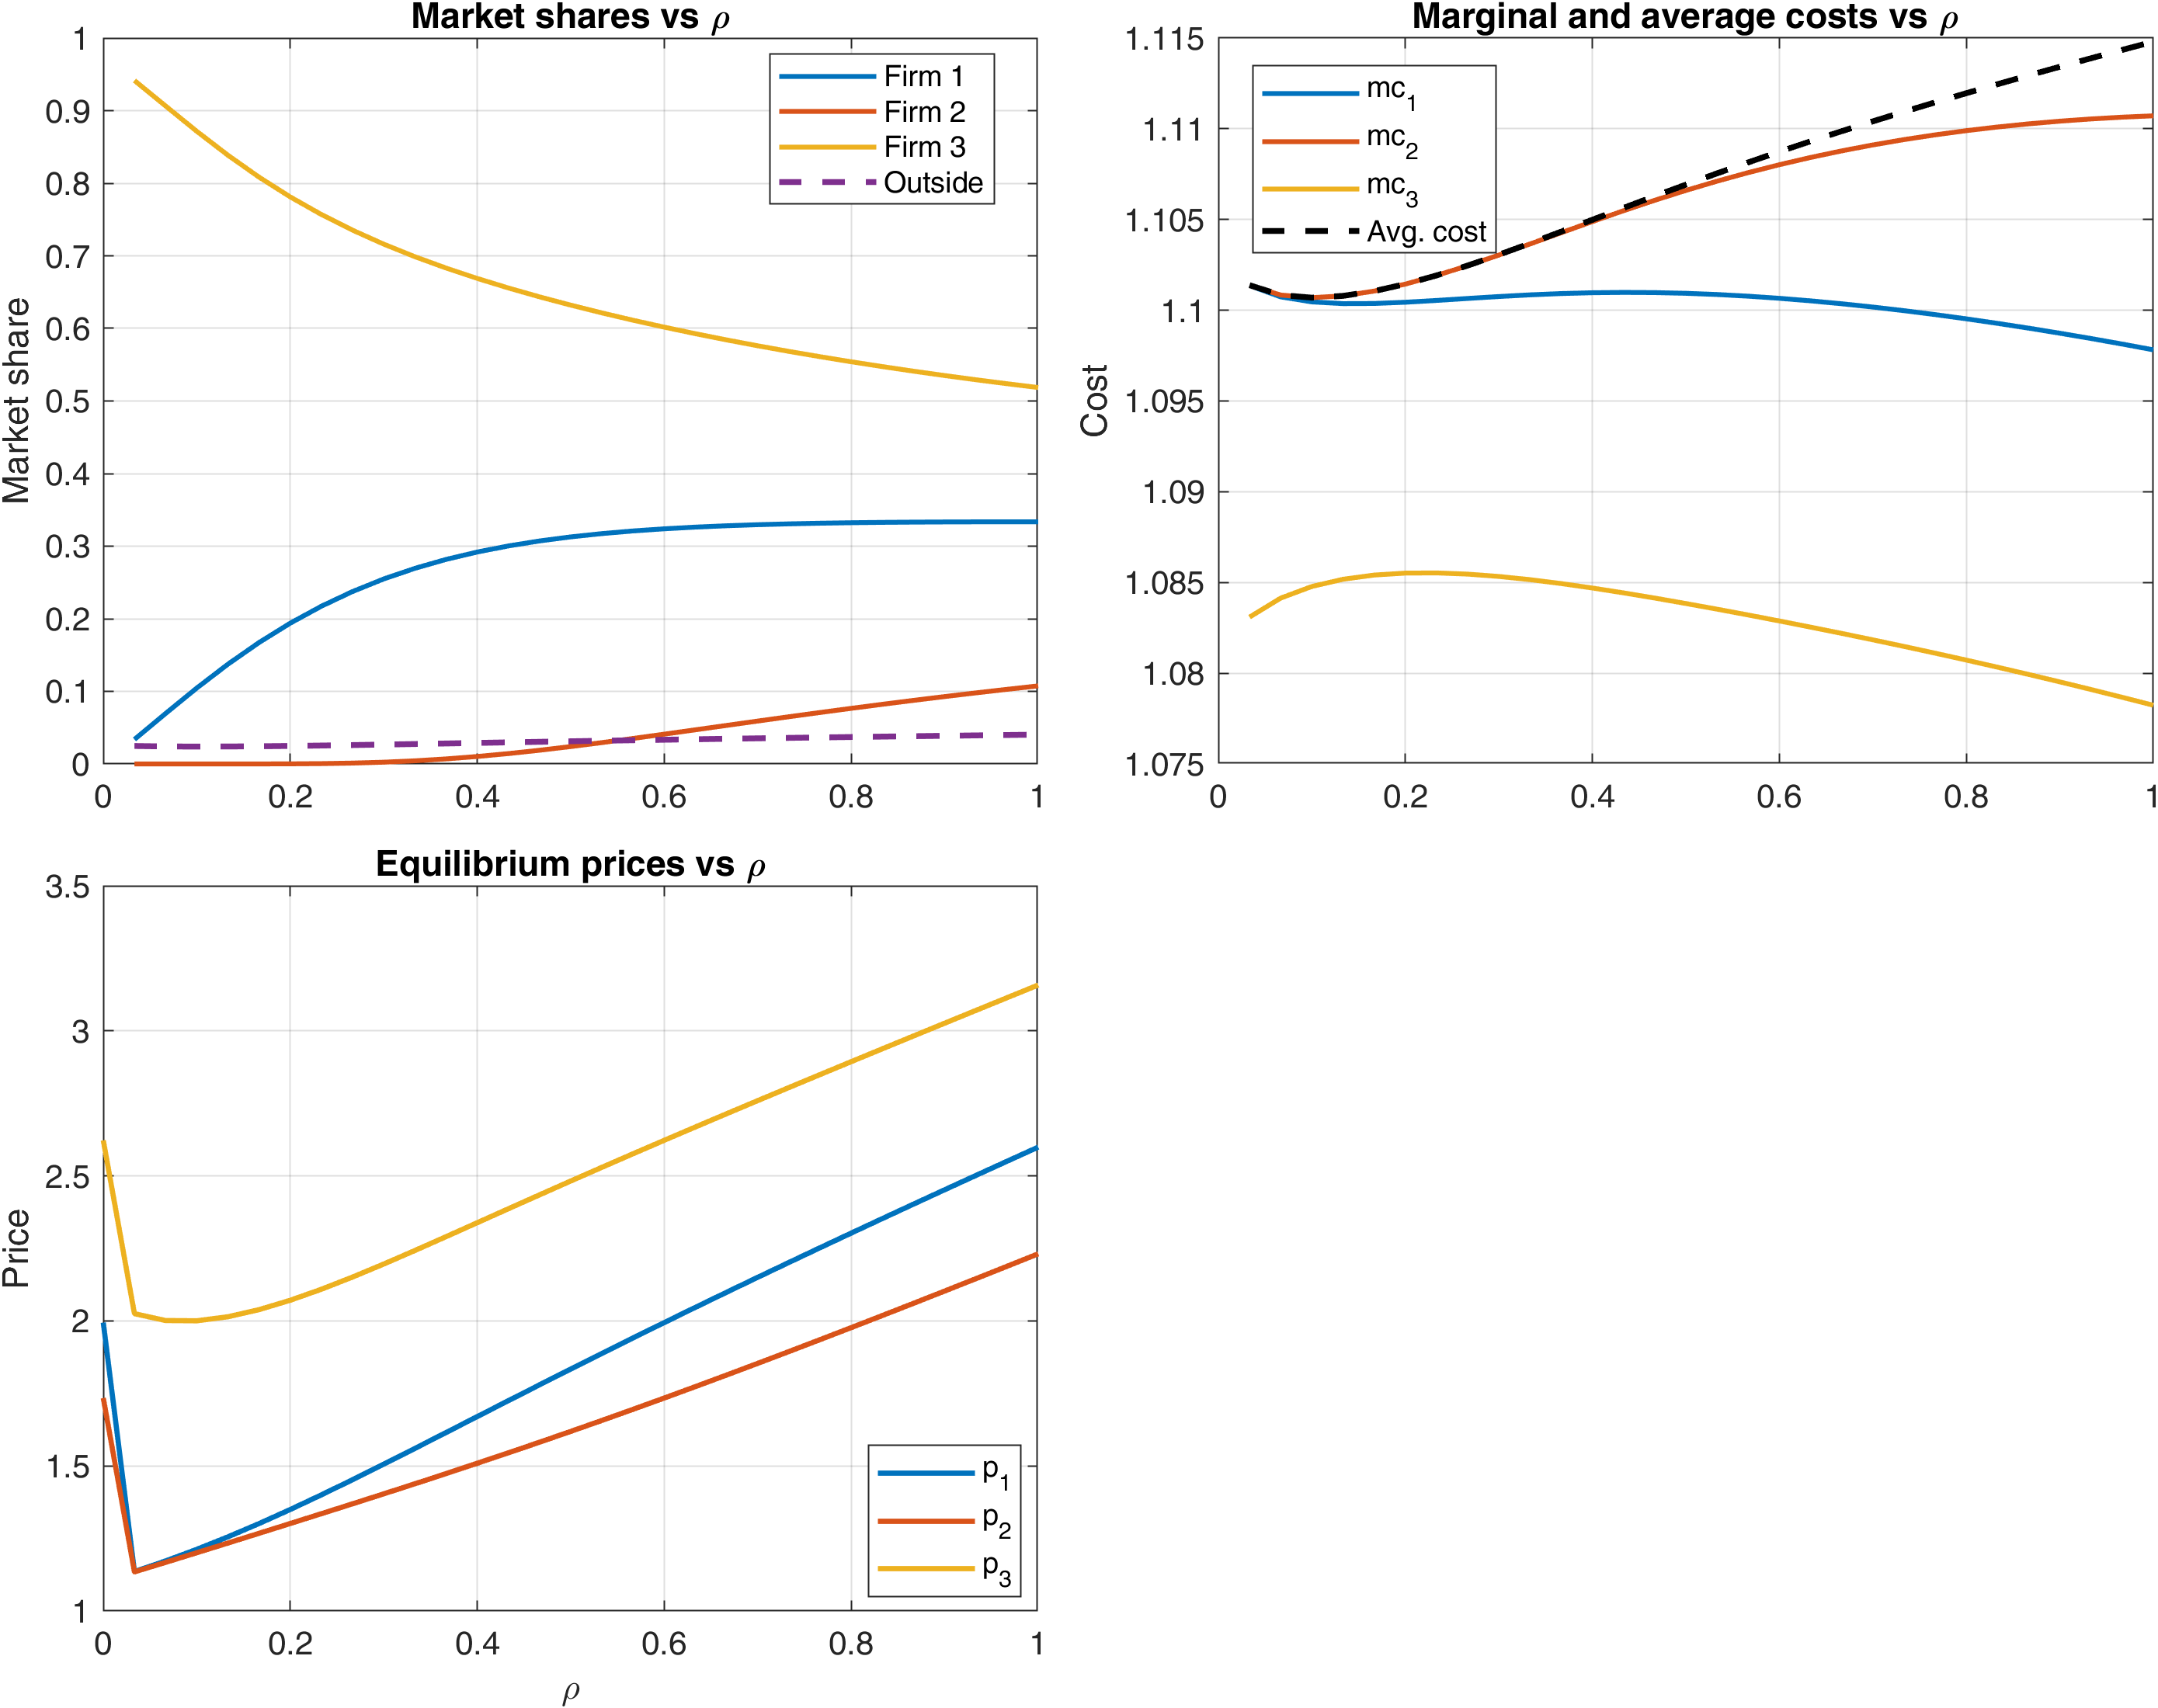 Market shares vs ρ
Market share
1
0.9
0.8
0.7
0.6
0.5
0.4
0.3
0.2
0.1
0
0 0.2 0.4 0.6 0.8 1
Firm 1
Firm 2
Firm 3
Outside
Marginal and average costs vs ρ
Cost
1.115
1.11
1.105
1.1
1.095
1.09
1.085
1.08
1.075
0 0.2 0.4 0.6 0.8 1
mc1
mc2
mc3
Avg. cost
Equilibrium prices vs ρ
Price
3.5
3
2.5
2
1.5
1
0 0.2 0.4 0.6 0.8 1
ρ
p1
p2
p3